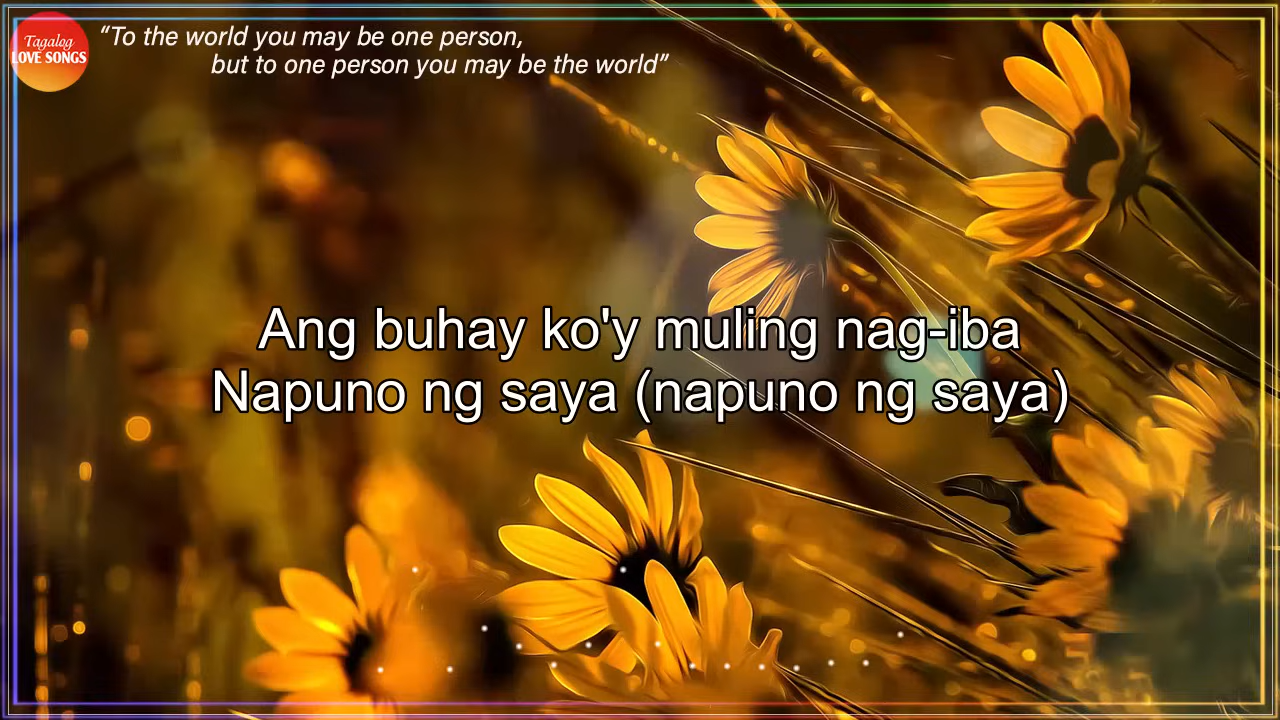 Tagalog
LOVE SONGS
“To the world you may be one person,
but to one person you may be the world”
Ang buhay ko'y muling nag-iba
Napuno ng saya (napuno ng saya)